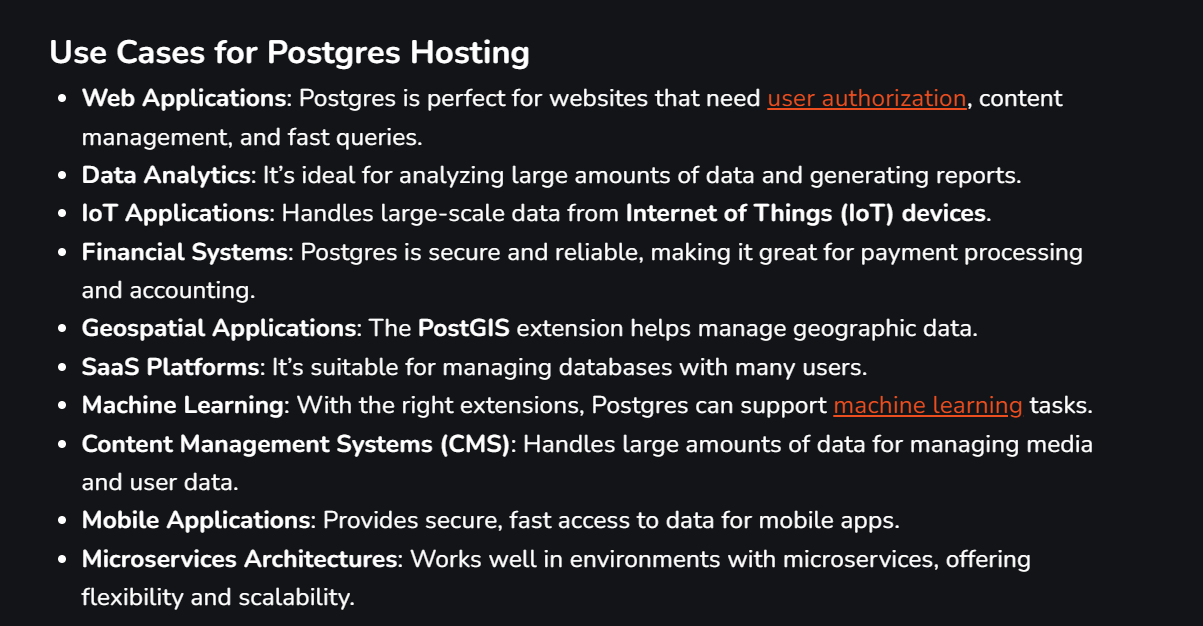 Use Cases for Postgres Hosting
• Web Applications: Postgres is perfect for websites that need user authorization, content
management, and fast queries.
• Data Analytics: It’s ideal for analyzing large amounts of data and generating reports.
• IoT Applications: Handles large-scale data from Internet of Things (IoT) devices.
• Financial Systems: Postgres is secure and reliable, making it great for payment processing
and accounting.
• Geospatial Applications: The PostGIS extension helps manage geographic data.
• SaaS Platforms: It’s suitable for managing databases with many users.
• Machine Learning: With the right extensions, Postgres can support machine learning tasks.
• Content Management Systems (CMS): Handles large amounts of data for managing media
and user data.
• Mobile Applications: Provides secure, fast access to data for mobile apps.
• Microservices Architectures: Works well in environments with microservices, offering
flexibility and scalability.